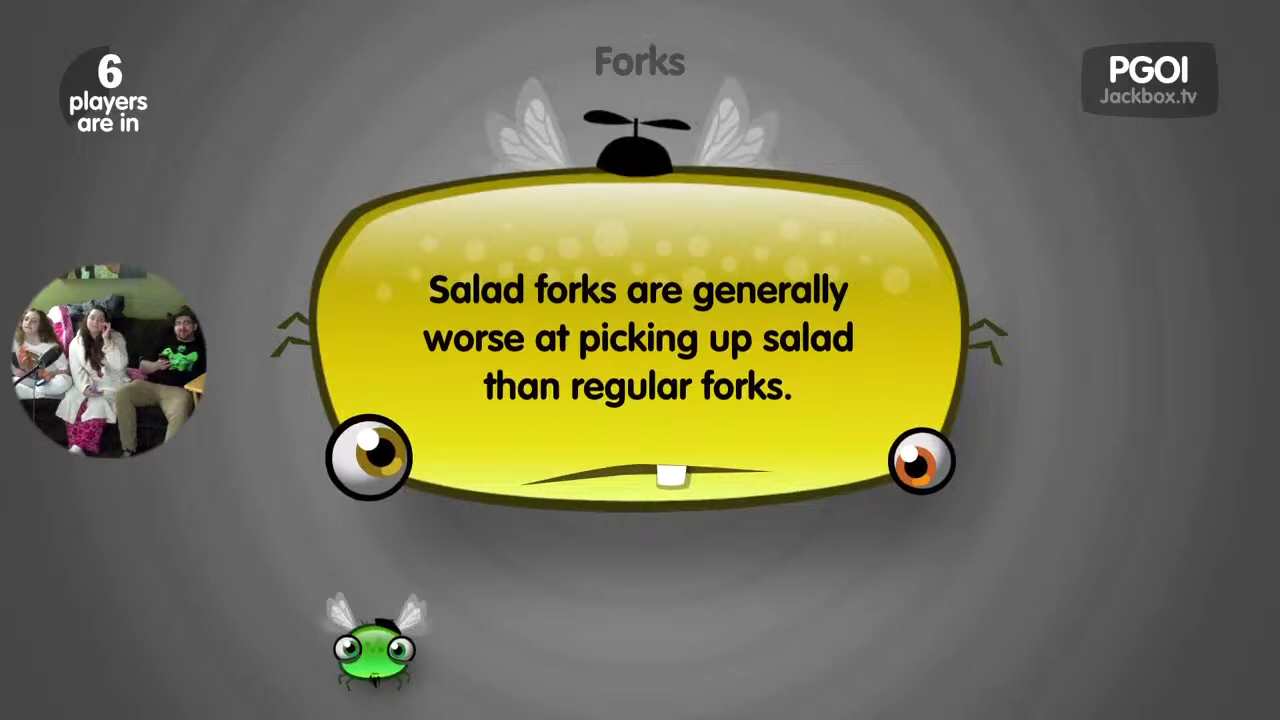 6
players
are in
Forks
PGOI
Jackbox.tv
Salad forks are generally
worse at picking up salad
than regular forks.